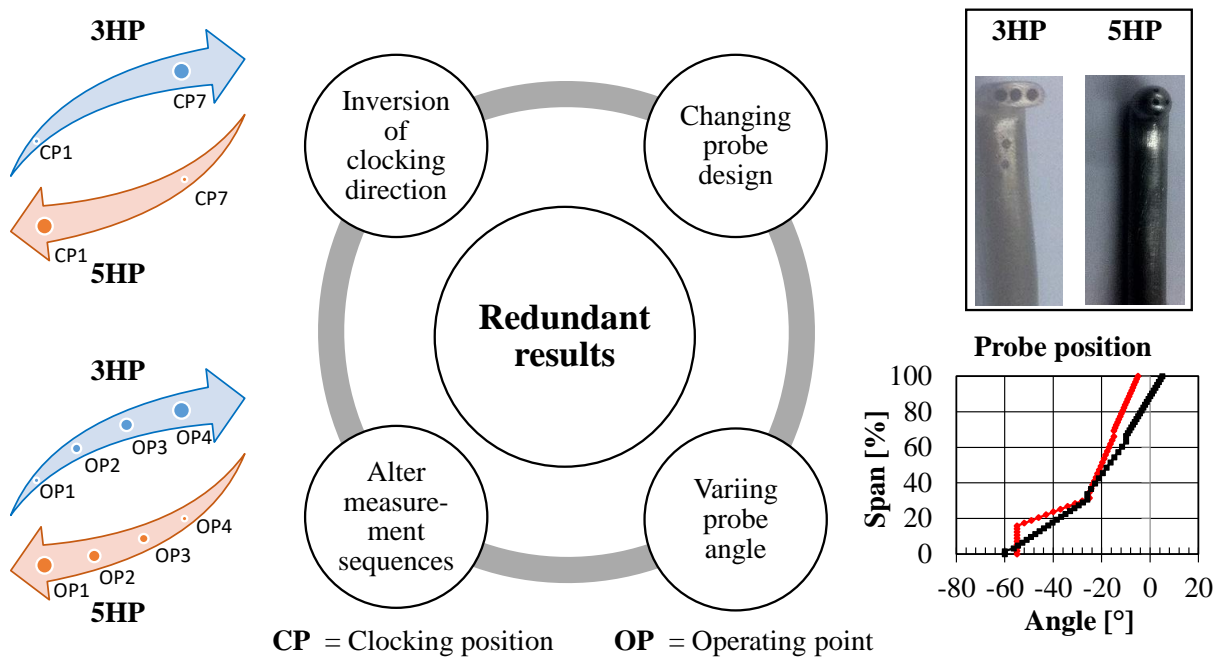 3HP
CP7
CP1
CP7
CP1
5HP
3HP
OP4
OP3
OP2
OP1
OP4
OP3
OP2
OP1
5HP
Inversion
of
clocking
direction
Changing
probe
design
Redundant
results
Alter
measure-
ment
sequences
Variing
probe
angle
CP = Clocking position
OP = Operating point
3HP 5HP
Probe position
Span [%]
100
80
60
40
20
0
-80 -60 -40 -20 0 20
Angle [°]